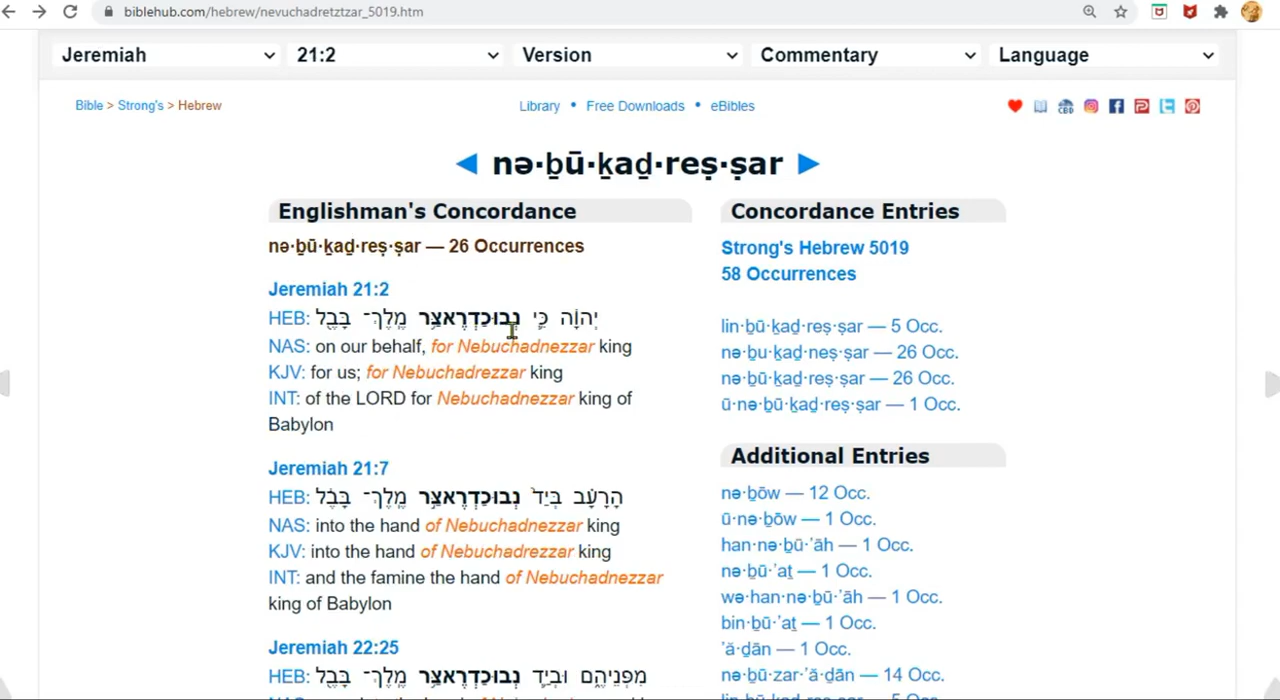 biblehub.com/hebrew/nevuchadretztzar_5019.htm
Jeremiah 21:2 Version Commentary Language
Bible > Strong's > Hebrew
Library • Free Downloads • eBibles
◄ nə·ḇū·ḵaḏ·reṣ·ṣar ►
Englishman's Concordance
nə·ḇū·ḵaḏ·reṣ·ṣar — 26 Occurrences
Jeremiah 21:2
HEB: יְהוָ֔ה כִּ֛י נְבוּכַדְרֶאצַּ֥ר מֶֽלֶךְ־ בָּבֶ֖ל
NAS: on our behalf, for Nebuchadnezzar king
KJV: for us; for Nebuchadrezzar king
INT: of the LORD for Nebuchadnezzar king of
Babylon
Jeremiah 21:7
HEB: הָרָעָ֗ב בְּיַד֙ נְבוּכַדְרֶאצַּ֣ר מֶֽלֶךְ־ בָּבֶ֔ל
NAS: into the hand of Nebuchadnezzar king
KJV: into the hand of Nebuchadrezzar king
INT: and the famine the hand of Nebuchadnezzar
king of Babylon
Jeremiah 22:25
HEB: מִפְּנֵיהֶ֑ם וּבְיַ֛ד נְבוּכַדְרֶאצַּ֥ר מֶֽלֶךְ־ בָּבֶ֖ל
Concordance Entries
Strong's Hebrew 5019
58 Occurrences
lin·ḇū·ḵaḏ·reṣ·ṣar — 5 Occ.
nə·ḇu·ḵaḏ·neṣ·ṣar — 26 Occ.
nə·ḇū·ḵaḏ·reṣ·ṣar — 26 Occ.
ū·nə·ḇū·ḵaḏ·reṣ·ṣar — 1 Occ.
Additional Entries
nə·ḇōw — 12 Occ.
ū·nə·ḇōw — 1 Occ.
han·nə·ḇū·'āh — 1 Occ.
nə·ḇū·'aṯ — 1 Occ.
wə·han·nə·ḇū·'āh — 1 Occ.
bin·ḇū·'aṯ — 1 Occ.
'ă·ḏān — 1 Occ.
nə·ḇū·zar·'ă·ḏān — 14 Occ.